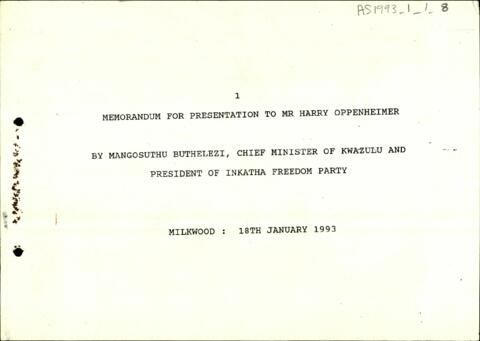 AS1993_1_1_8
1
MEMORANDUM FOR PRESENTATION TO MR HARRY OPPENHEIMER
BY MANGOSUTHU BUTHELEZI, CHIEF MINISTER OF KWAZULU AND
PRESIDENT OF INKATHA FREEDOM PARTY
MILKWOOD : 18TH JANUARY 1993